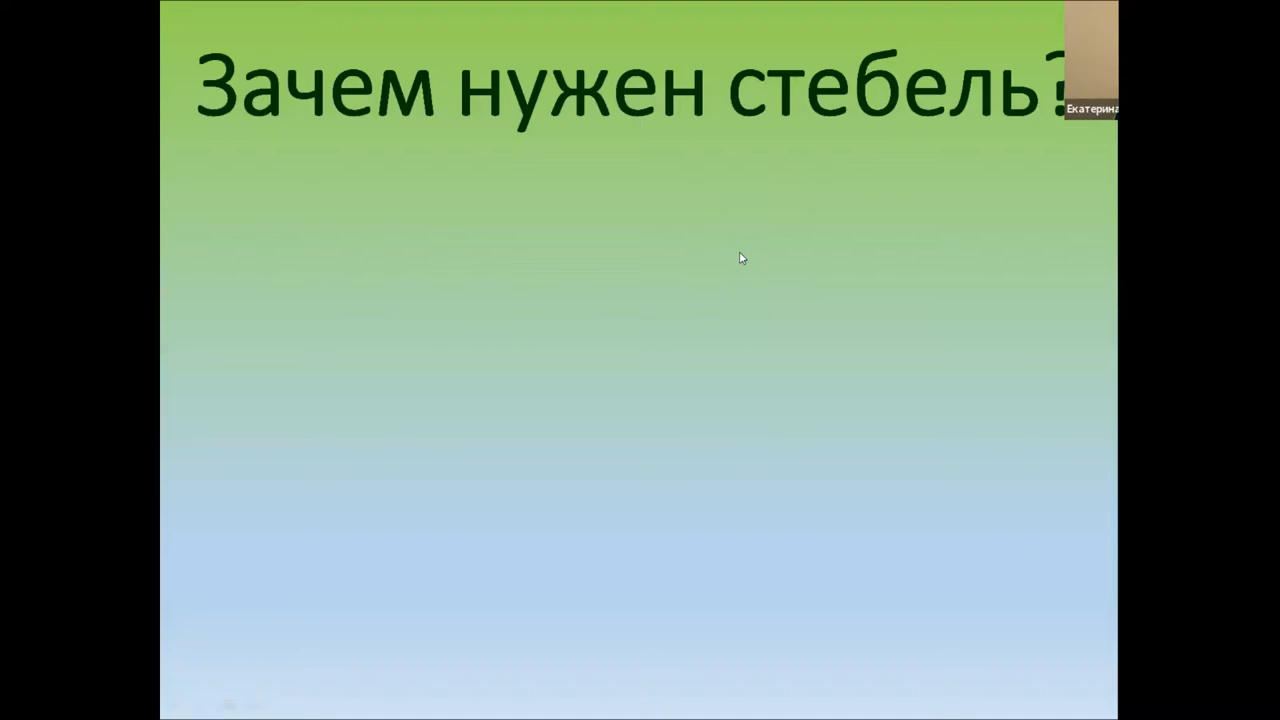 Зачем нужен стебель?
Екатерина